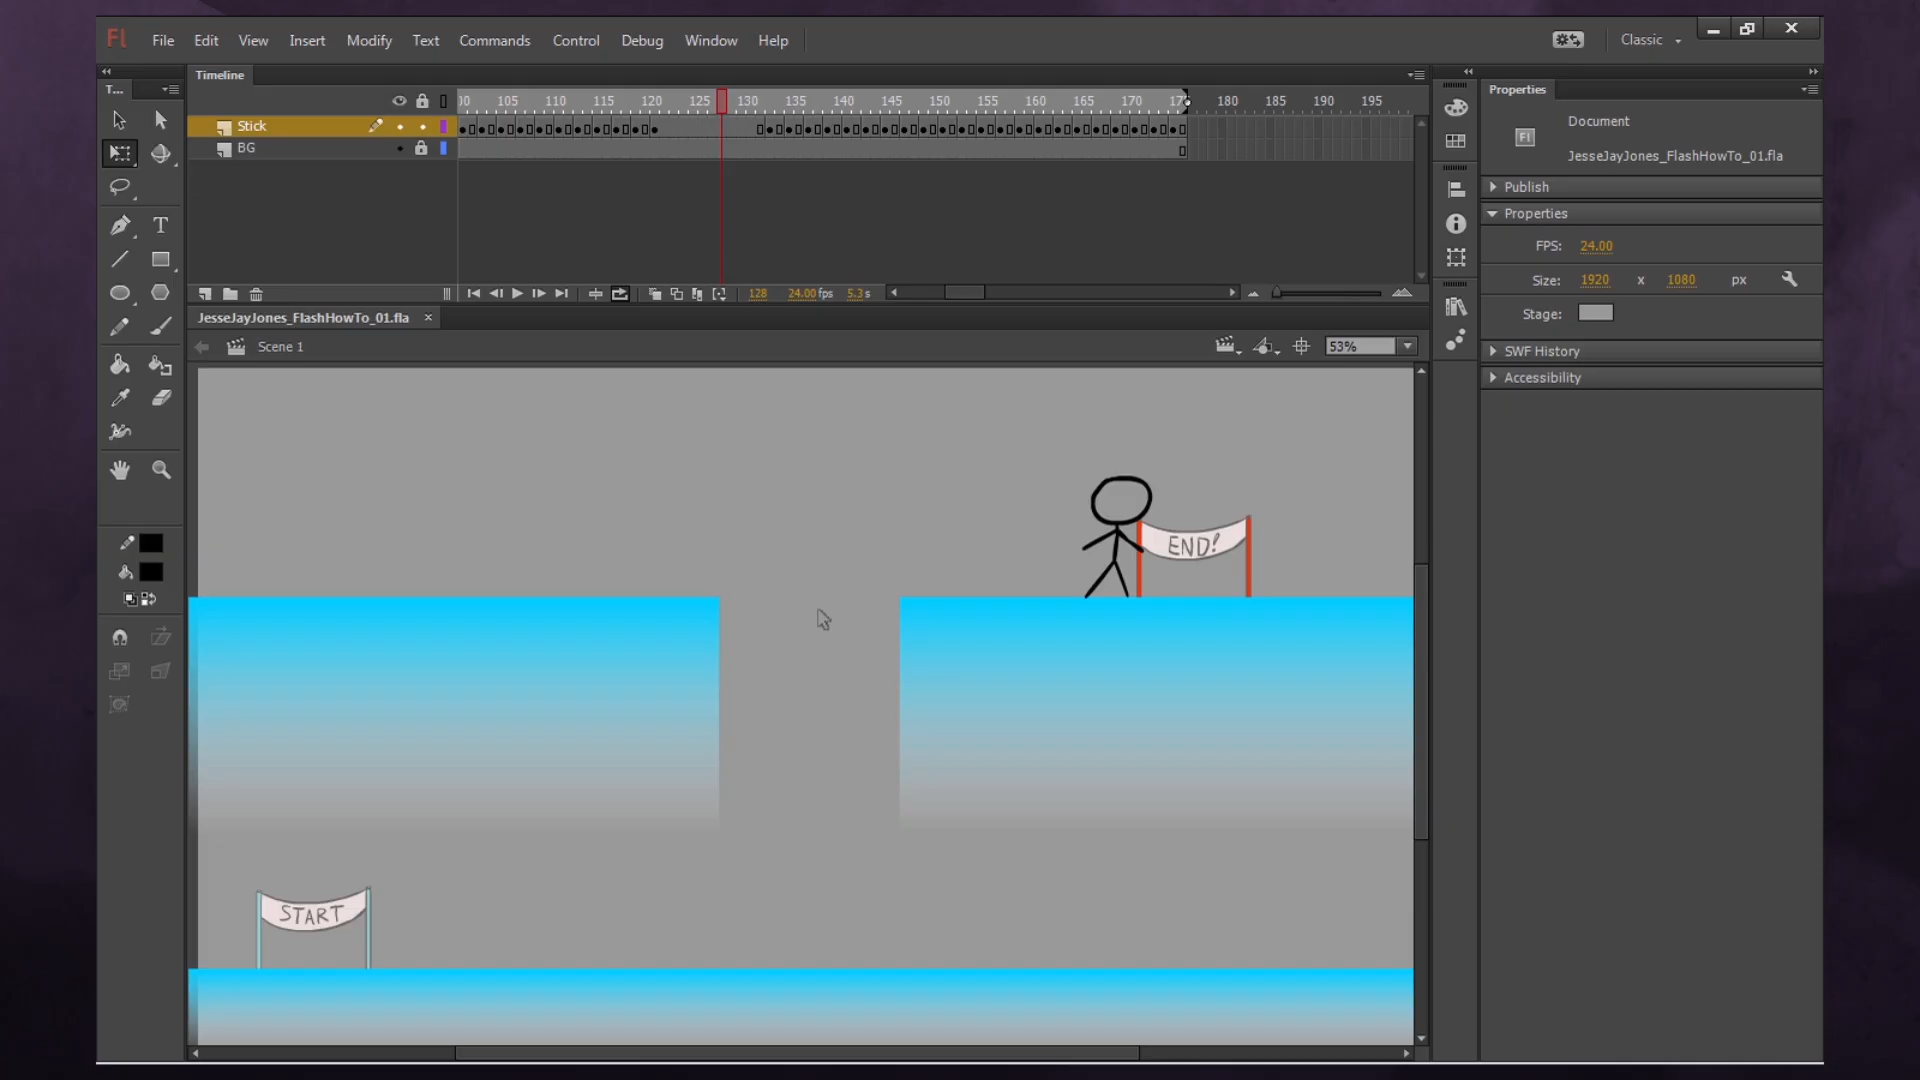 Fl File Edit View Insert Modify Text Commands Control Debug Window Help Classic
T...
Timeline
105 110 115 120 125 130 135 140 145 150 155 160 165 170 180 185 190 195
Stick
BG
128 24.00 fps 5.3 s
JesseJayJones_FlashHowTo_01.fla ×
Scene 1
53%
END!
START
Properties
Fl
Document
JesseJayJones_FlashHowTo_01.fla
Publish
Properties
FPS: 24.00
Size: 1920 x 1080 px
Stage:
SWF History
Accessibility